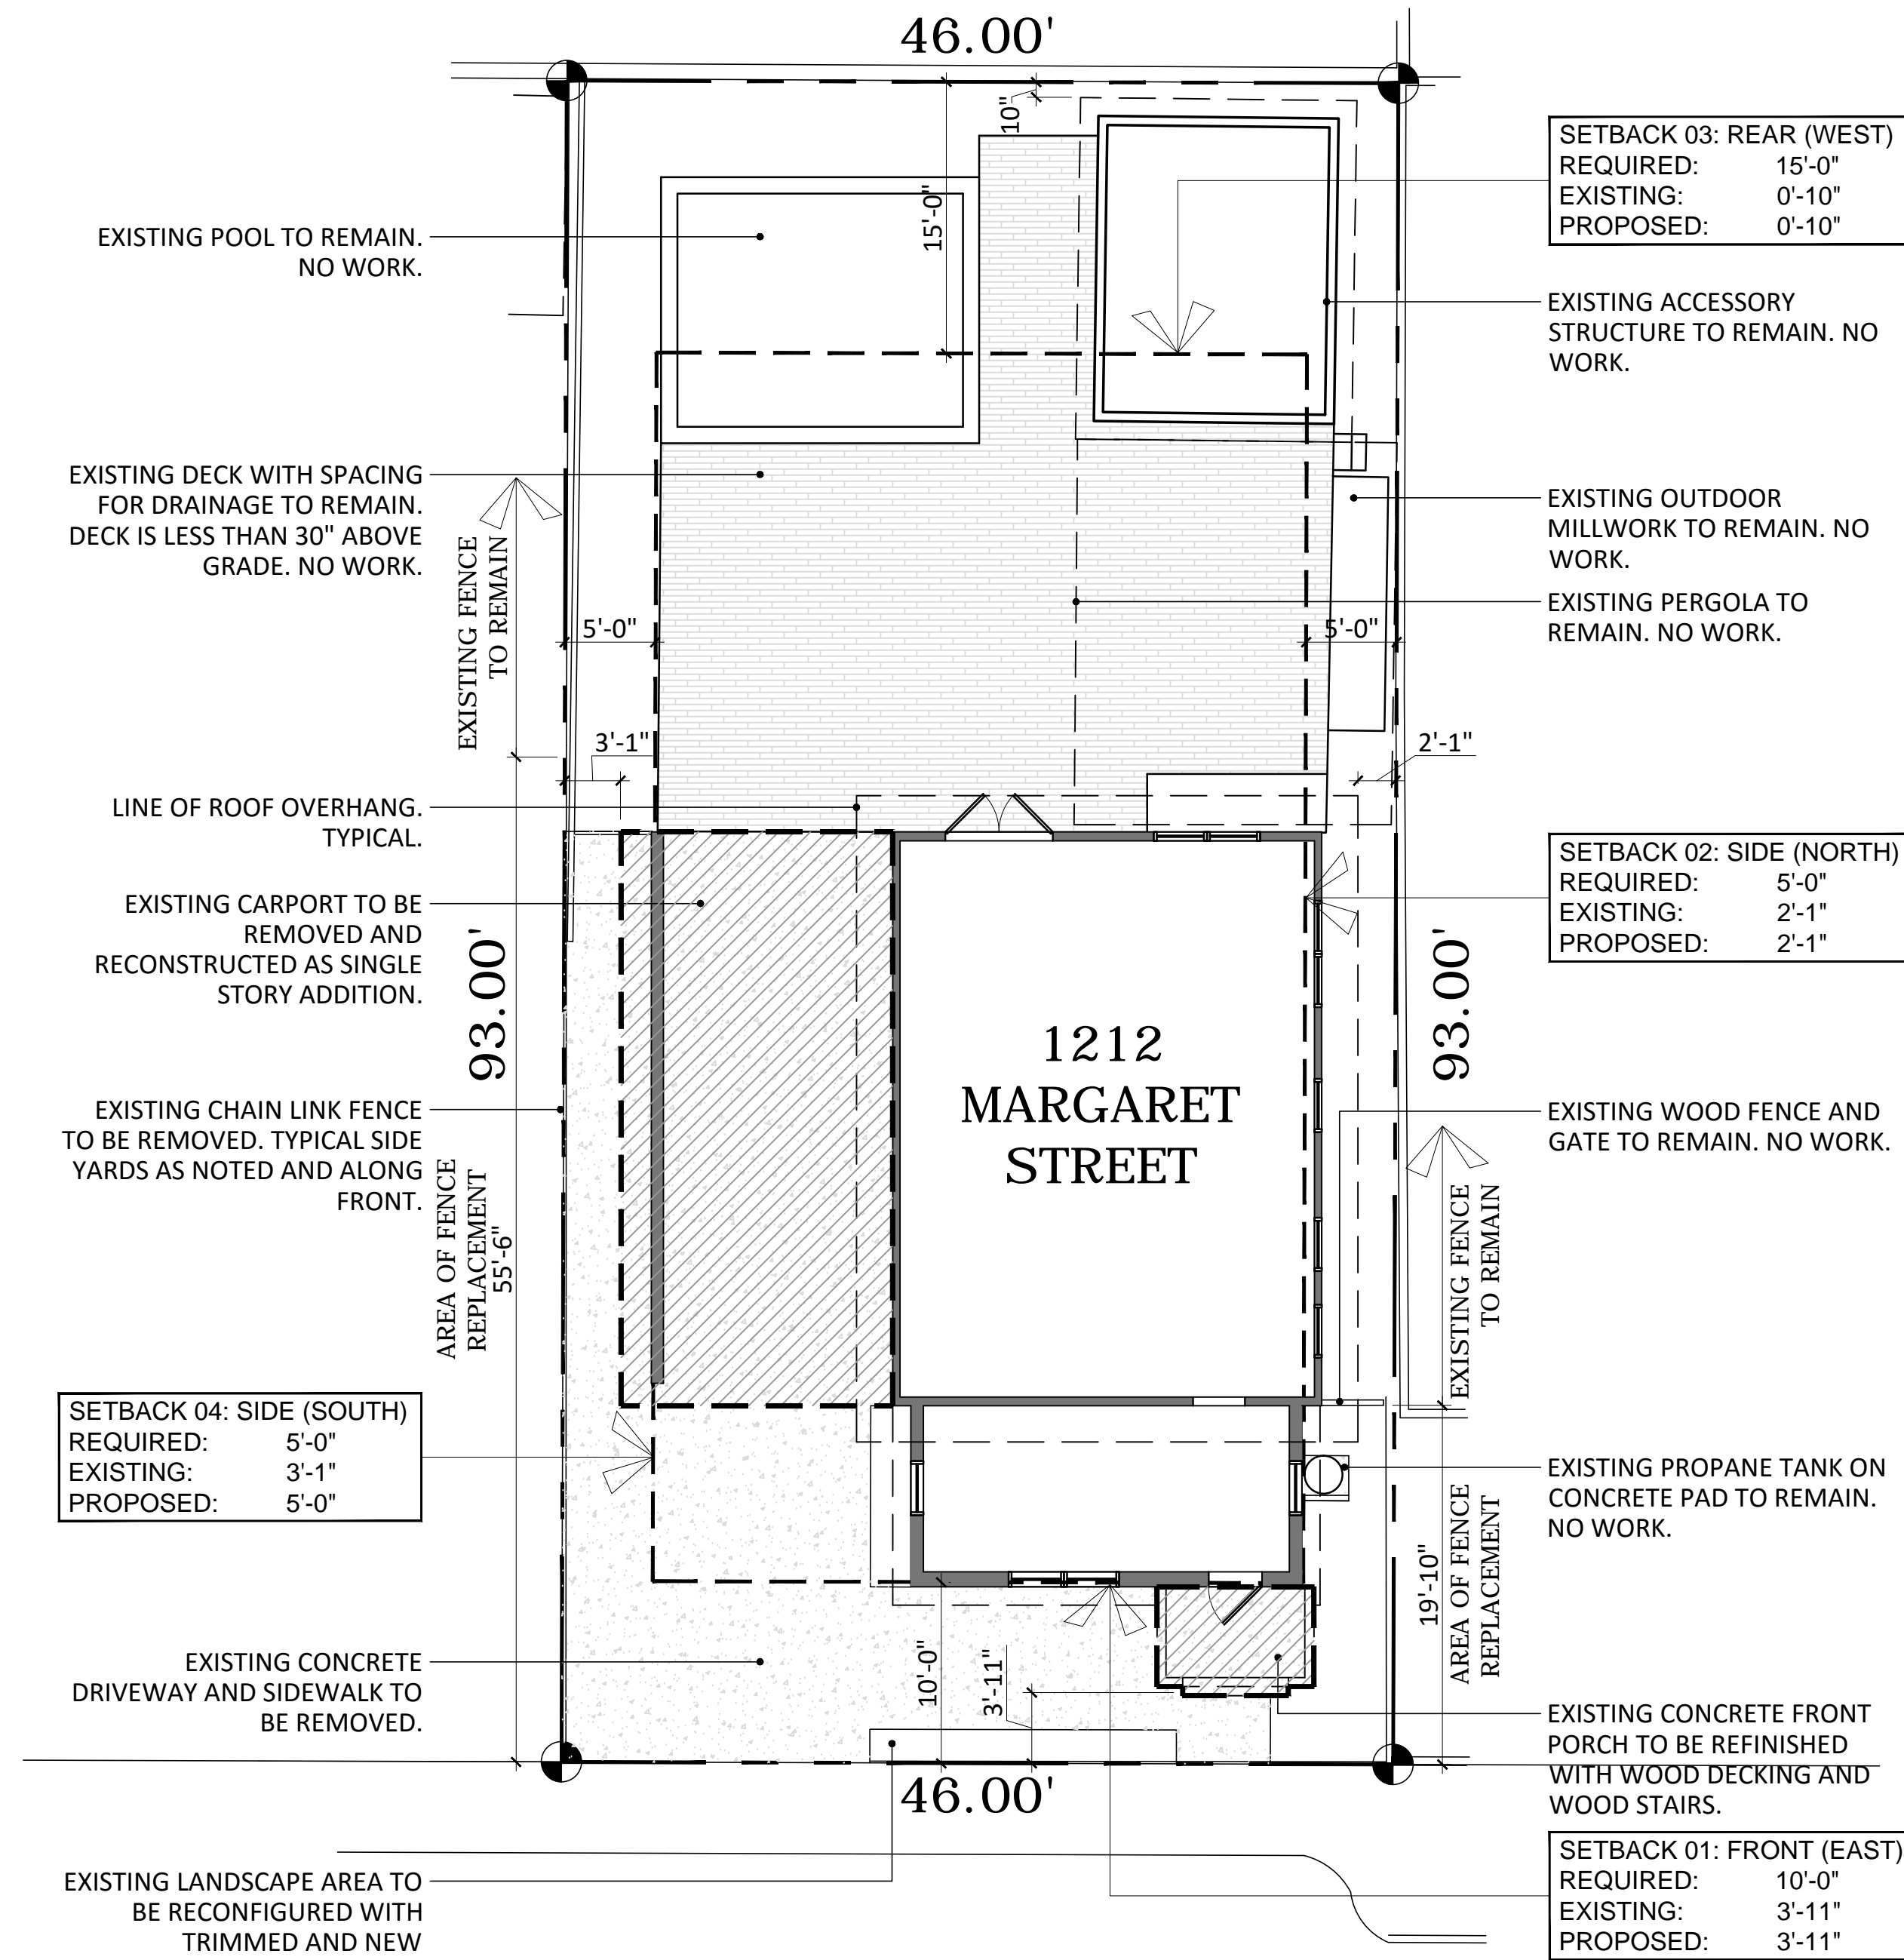 46.00'
10"
15'-0"
SETBACK 03: REAR (WEST)
REQUIRED: 15'-0"
EXISTING: 0'-10"
PROPOSED: 0'-10"
EXISTING POOL TO REMAIN.
NO WORK.
EXISTING ACCESSORY
STRUCTURE TO REMAIN. NO
WORK.
EXISTING DECK WITH SPACING
FOR DRAINAGE TO REMAIN.
DECK IS LESS THAN 30" ABOVE
GRADE. NO WORK.
EXISTING FENCE
TO REMAIN
EXISTING OUTDOOR
MILLWORK TO REMAIN. NO
WORK.
EXISTING PERGOLA TO
REMAIN. NO WORK.
5'-0"
5'-0"
3'-1"
2'-1"
LINE OF ROOF OVERHANG.
TYPICAL.
SETBACK 02: SIDE (NORTH)
REQUIRED: 5'-0"
EXISTING: 2'-1"
PROPOSED: 2'-1"
EXISTING CARPORT TO BE
REMOVED AND
RECONSTRUCTED AS SINGLE
STORY ADDITION.
93.00'
93.00'
1212
MARGARET
STREET
EXISTING CHAIN LINK FENCE
TO BE REMOVED. TYPICAL SIDE
YARDS AS NOTED AND ALONG
FRONT.
EXISTING WOOD FENCE AND
GATE TO REMAIN. NO WORK.
AREA OF FENCE
REPLACEMENT
55'-6"
EXISTING FENCE
TO REMAIN
SETBACK 04: SIDE (SOUTH)
REQUIRED: 5'-0"
EXISTING: 3'-1"
PROPOSED: 5'-0"
EXISTING PROPANE TANK ON
CONCRETE PAD TO REMAIN.
NO WORK.
19'-10"
AREA OF FENCE
REPLACEMENT
EXISTING CONCRETE
DRIVEWAY AND SIDEWALK TO
BE REMOVED.
10'-0"
3'-11"
EXISTING CONCRETE FRONT
PORCH TO BE REFINISHED
WITH WOOD DECKING AND
WOOD STAIRS.
46.00'
EXISTING LANDSCAPE AREA TO
BE RECONFIGURED WITH
TRIMMED AND NEW
SETBACK 01: FRONT (EAST)
REQUIRED: 10'-0"
EXISTING: 3'-11"
PROPOSED: 3'-11"